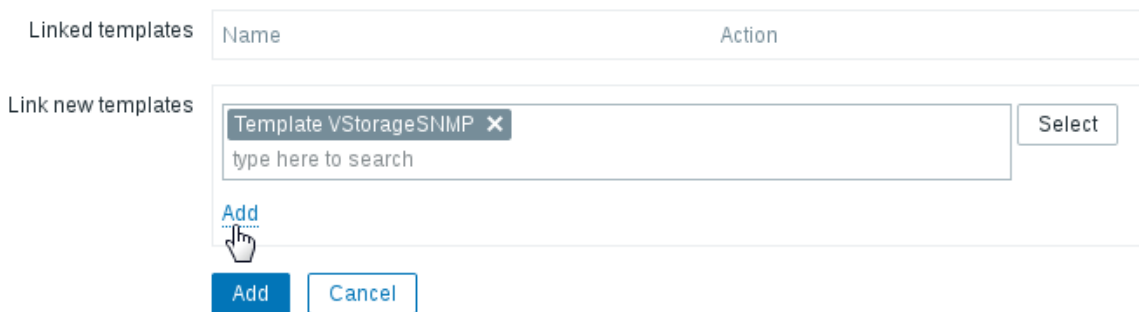 Linked templates Name Action
Link new templates
Template VStorageSNMP ✕ Select
type here to search
Add
Add Cancel